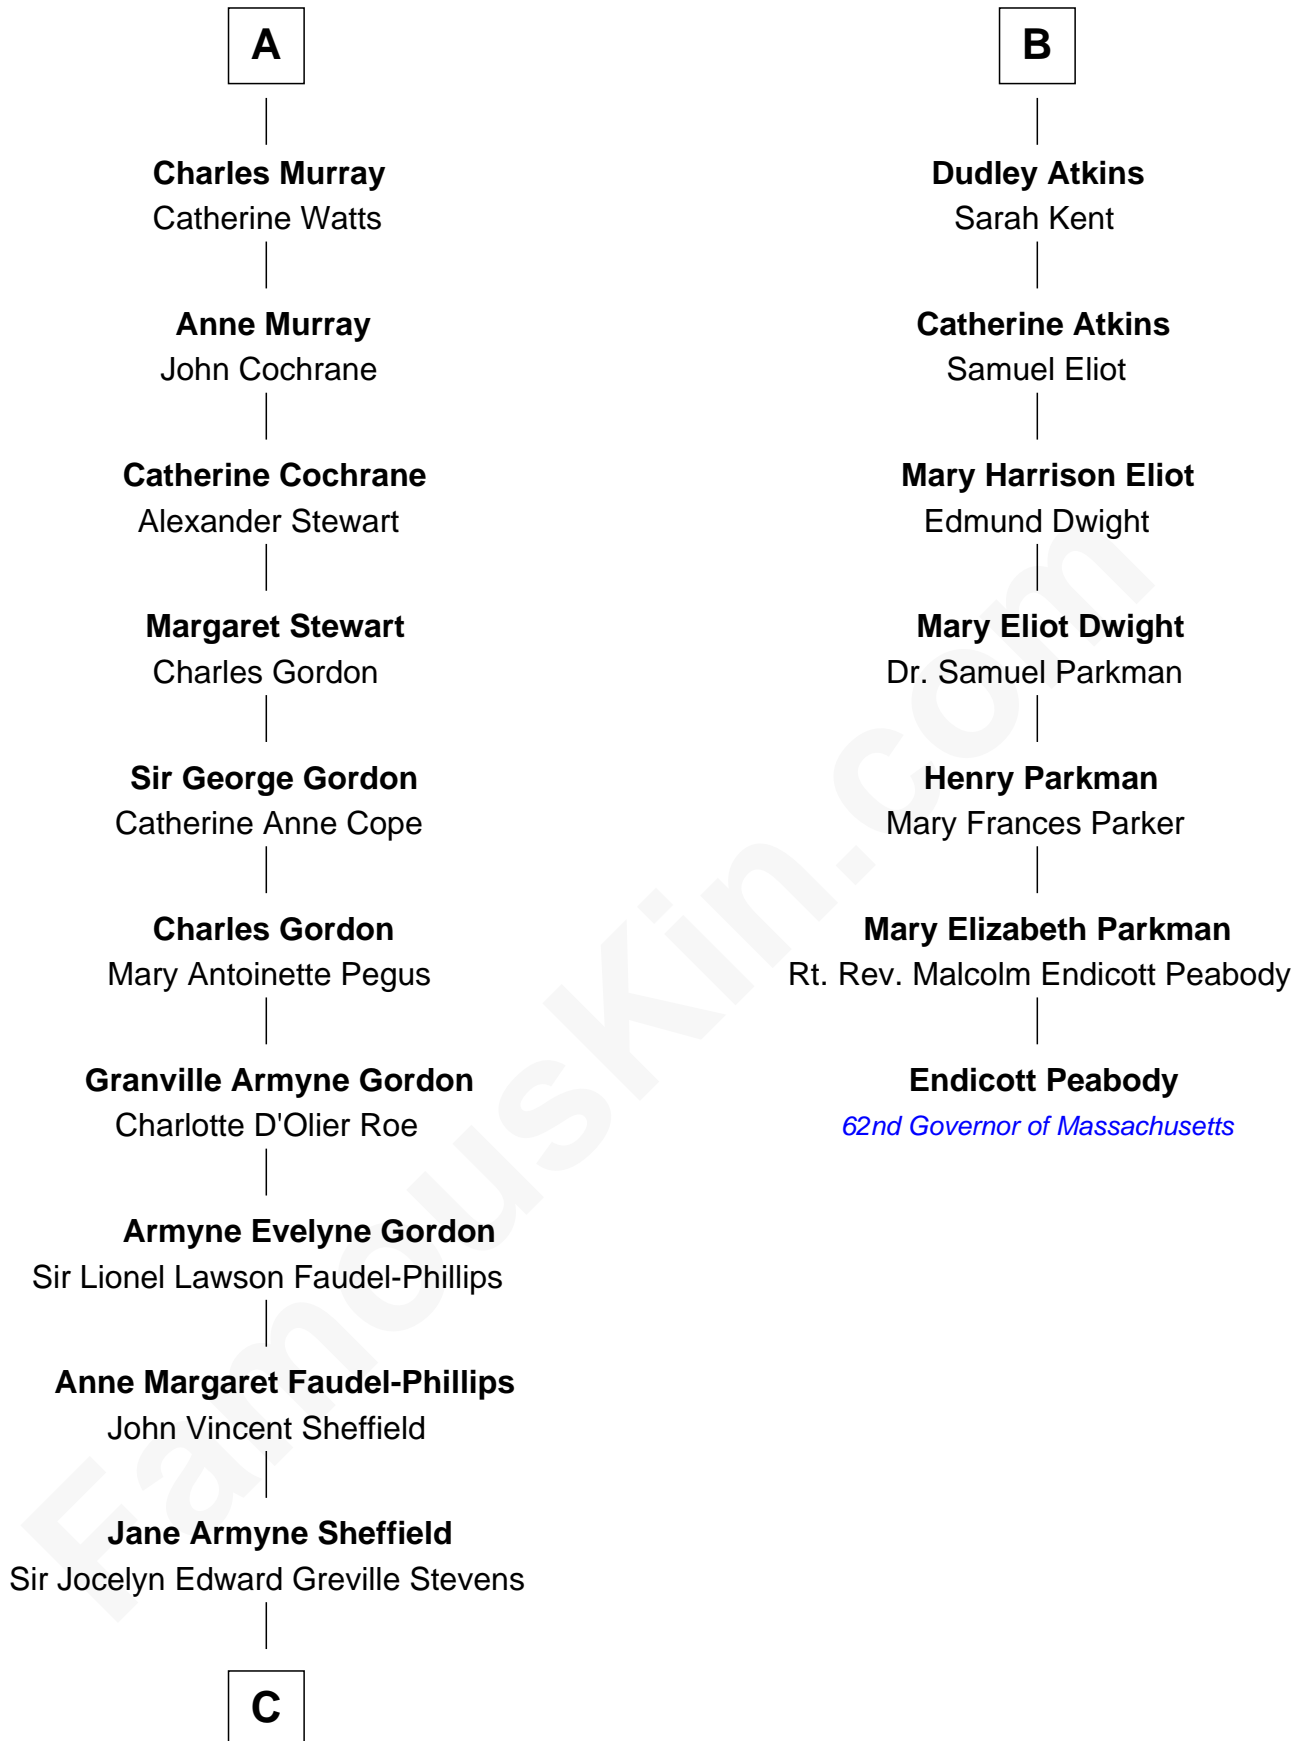 A
Charles Murray
Catherine Watts
Anne Murray
John Cochrane
Catherine Cochrane
Alexander Stewart
Margaret Stewart
Charles Gordon
Sir George Gordon
Catherine Anne Cope
Charles Gordon
Mary Antoinette Pegus
Granville Armyne Gordon
Charlotte D'Olier Roe
Armyne Evelyne Gordon
Sir Lionel Lawson Faudel-Phillips
Anne Margaret Faudel-Phillips
John Vincent Sheffield
Jane Armyne Sheffield
Sir Jocelyn Edward Greville Stevens
C
B
Dudley Atkins
Sarah Kent
Catherine Atkins
Samuel Eliot
Mary Harrison Eliot
Edmund Dwight
Mary Eliot Dwight
Dr. Samuel Parkman
Henry Parkman
Mary Frances Parker
Mary Elizabeth Parkman
Rt. Rev. Malcolm Endicott Peabody
Endicott Peabody
62nd Governor of Massachusetts
FamousKin.com